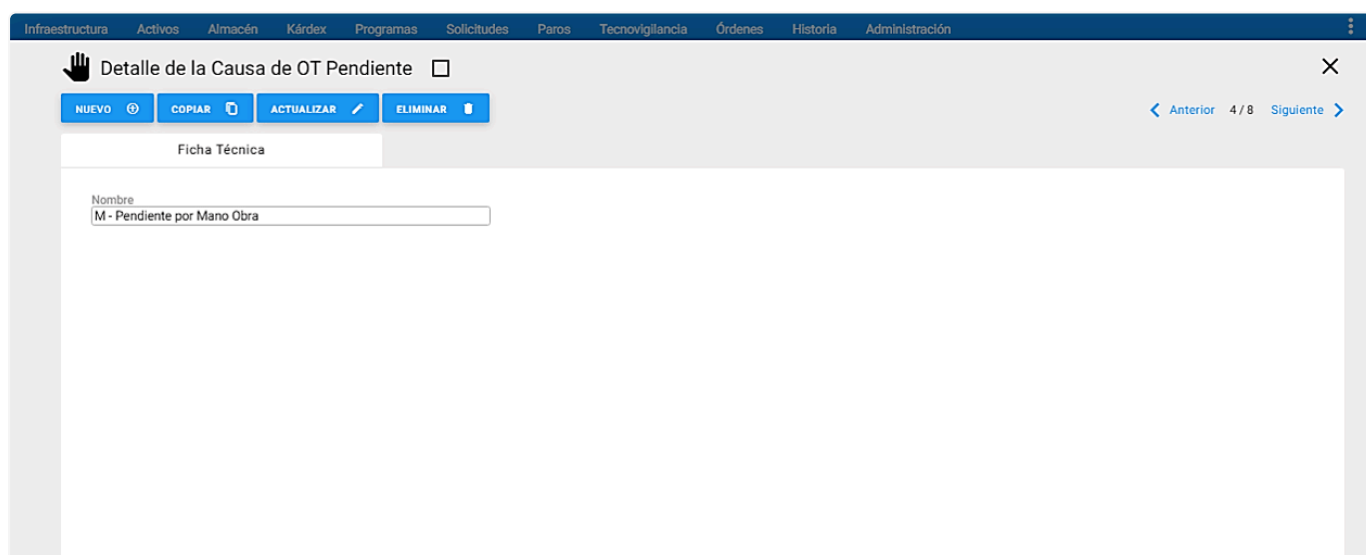 Infraestructura Activos Almacén Kárdex Programas Solicitudes Paros Tecnovigilancia Órdenes Historia Administración
Detalle de la Causa de OT Pendiente
NUEVO COPIAR ACTUALIZAR ELIMINAR Anterior 4 / 8 Siguiente
Ficha Técnica
Nombre
M - Pendiente por Mano Obra